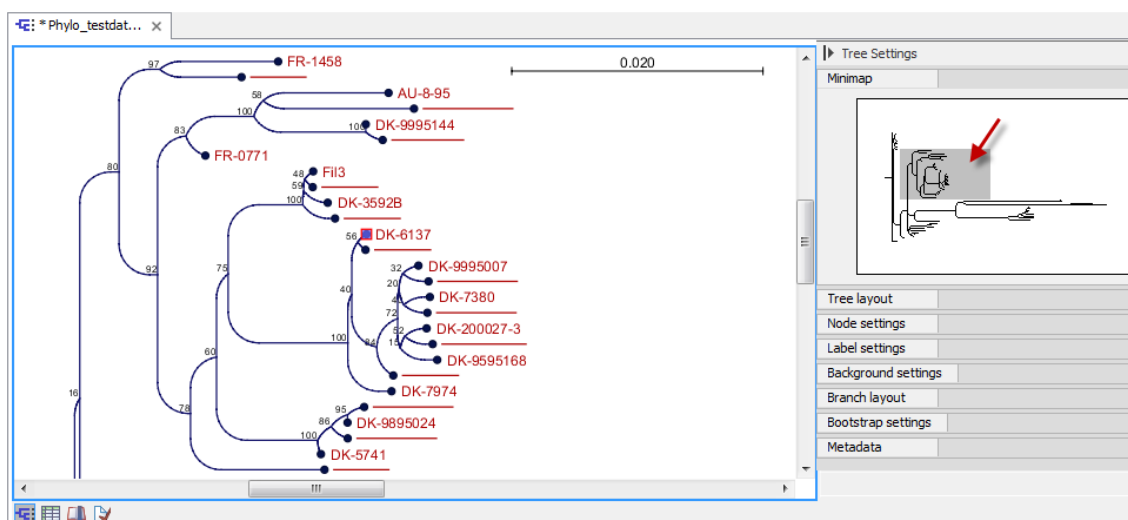 * Phylo_testdat...
Tree Settings
Minimap
0.020
97
FR-1458
58
AU-8-95
100
100
DK-9995144
83
FR-0771
80
48
Fil3
59
DK-3592B
100
56
DK-6137
92
75
32
DK-9995007
20
40
DK-7380
72
52
DK-200027-3
100
84
15
DK-9595168
60
DK-7974
16
78
95
86
DK-9895024
100
DK-5741
Tree layout
Node settings
Label settings
Background settings
Branch layout
Bootstrap settings
Metadata